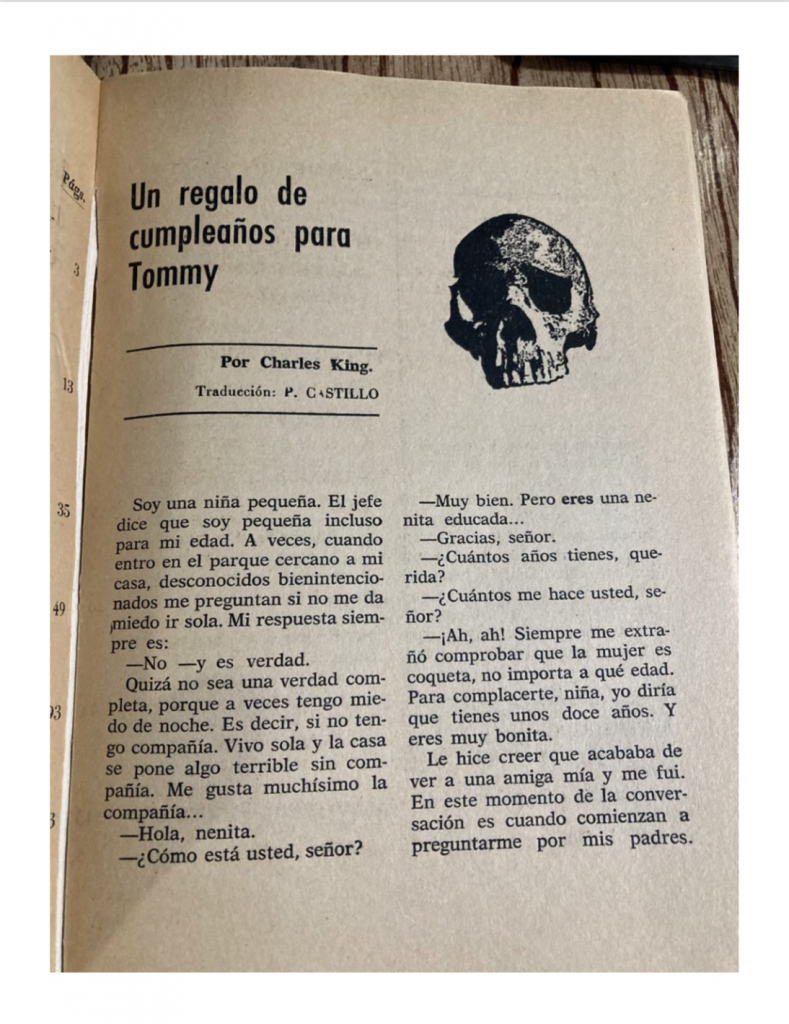 Págs.
3
13
35
49
93
3
Un regalo de
cumpleaños para
Tommy
Por Charles King.
Traducción: P. CASTILLO
Soy una niña pequeña. El jefe
dice que soy pequeña incluso
para mi edad. A veces, cuando
entro en el parque cercano a mi
casa, desconocidos bienintencio-
nados me preguntan si no me da
miedo ir sola. Mi respuesta siem-
pre es:
—No —y es verdad.
Quizá no sea una verdad com-
pleta, porque a veces tengo mie-
do de noche. Es decir, si no ten-
go compañía. Vivo sola y la casa
se pone algo terrible sin com-
pañía. Me gusta muchísimo la
compañía...
—Hola, nenita.
—¿Cómo está usted, señor?
—Muy bien. Pero eres una ne-
nita educada...
—Gracias, señor.
—¿Cuántos años tienes, que-
rida?
—¿Cuántos me hace usted, se-
ñor?
—¡Ah, ah! Siempre me extra-
ñó comprobar que la mujer es
coqueta, no importa a qué edad.
Para complacerte, niña, yo diría
que tienes unos doce años. Y
eres muy bonita.
Le hice creer que acababa de
ver a una amiga mía y me fui.
En este momento de la conver-
sación es cuando comienzan a
preguntarme por mis padres.